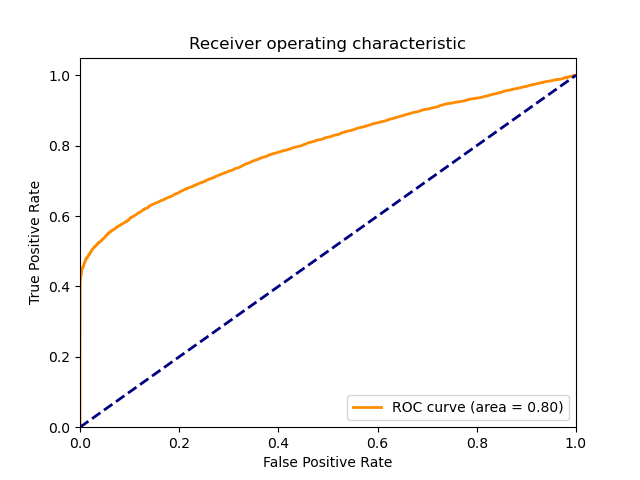 Receiver operating characteristic
1.0
0.8
0.6
0.4
0.2
0.0
True Positive Rate
ROC curve (area = 0.80)
0.0 0.2 0.4 0.6 0.8 1.0
False Positive Rate